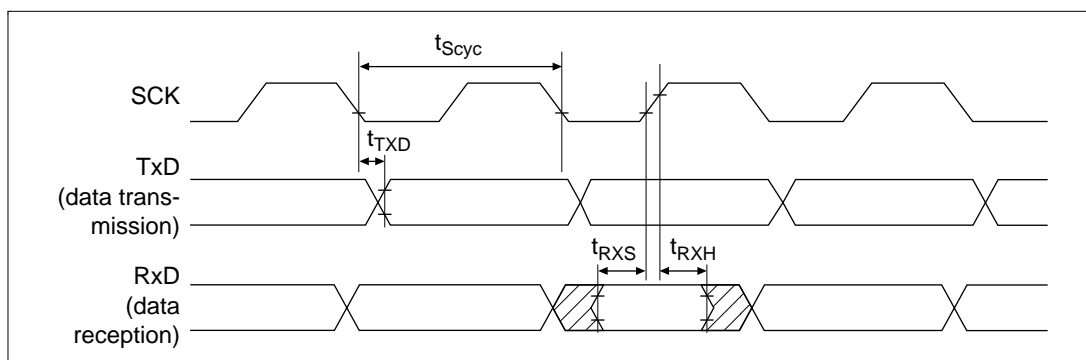 tScyc
SCK
tTXD
TxD
(data trans-
mission)
tRXS
tRXH
RxD
(data
reception)